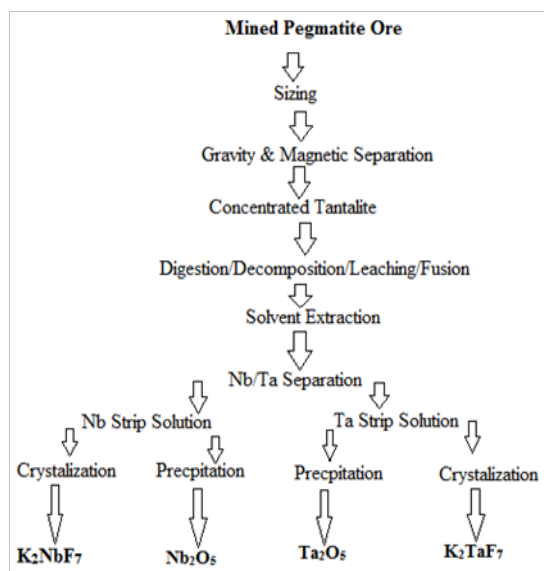 Mined Pegmatite Ore
Sizing
Gravity & Magnetic Separation
Concentrated Tantalite
Digestion/Decomposition/Leaching/Fusion
Solvent Extraction
Nb/Ta Separation
Nb Strip Solution
Ta Strip Solution
Crystalization
Precpitation
Precpitation
Crystalization
K₂NbF₇
Nb₂O₅
Ta₂O₅
K₂TaF₇